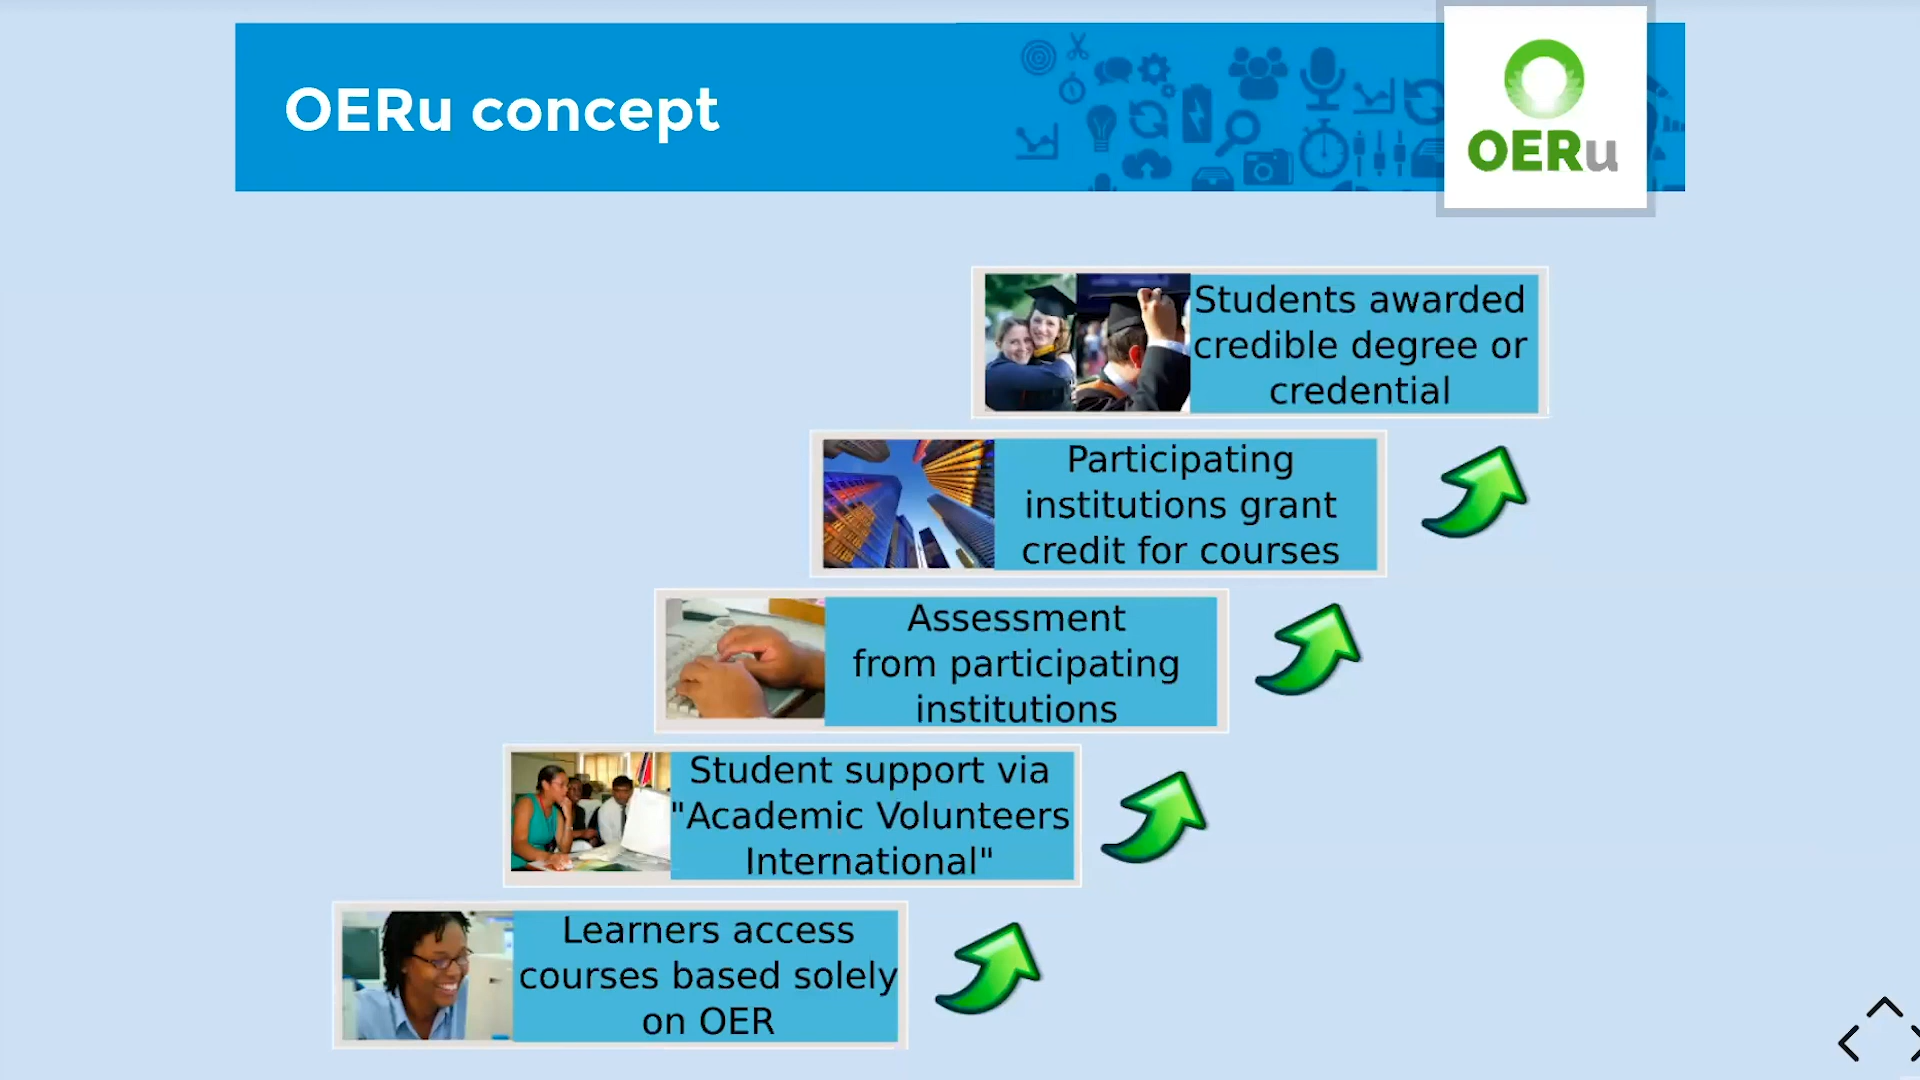 OERu concept
OERu
Students awarded
credible degree or
credential
Participating
institutions grant
credit for courses
Assessment
from participating
institutions
Student support via
"Academic Volunteers
International"
Learners access
courses based solely
on OER